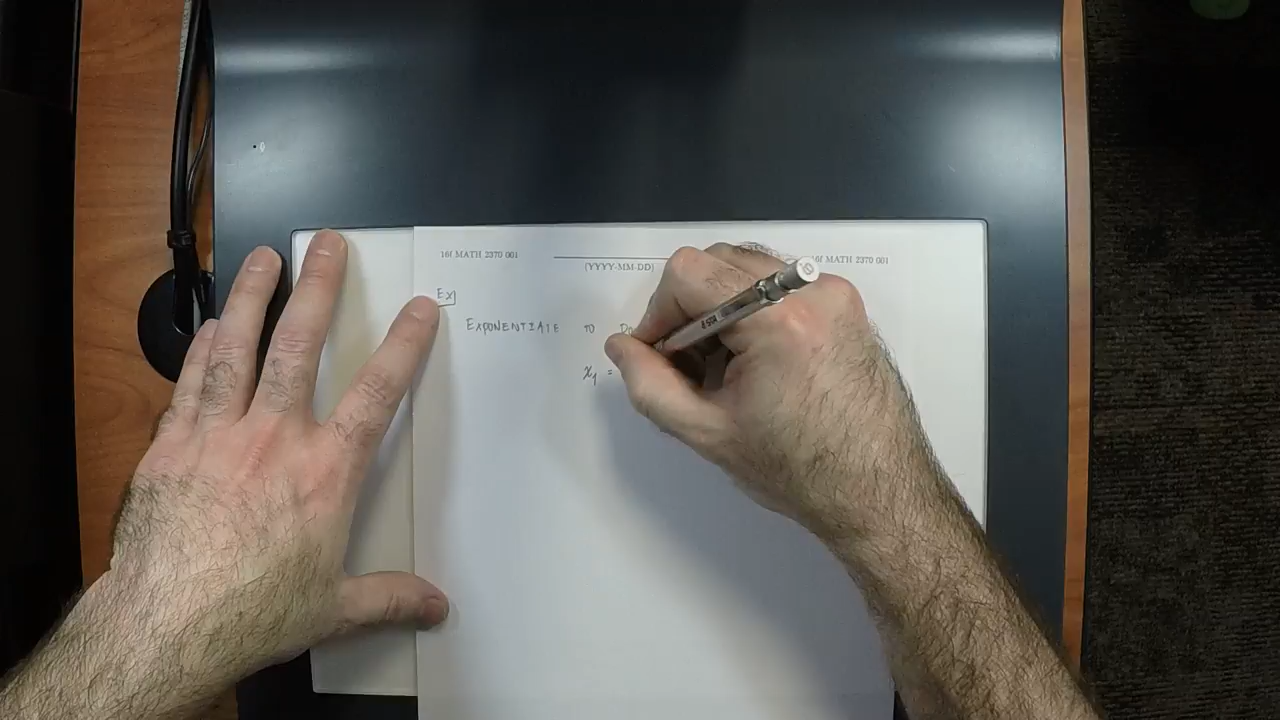 16f MATH 2370 001 16f MATH 2370 001
(YYYY-MM-DD)
Ex
EXPONENTIATE TO
x₁ =